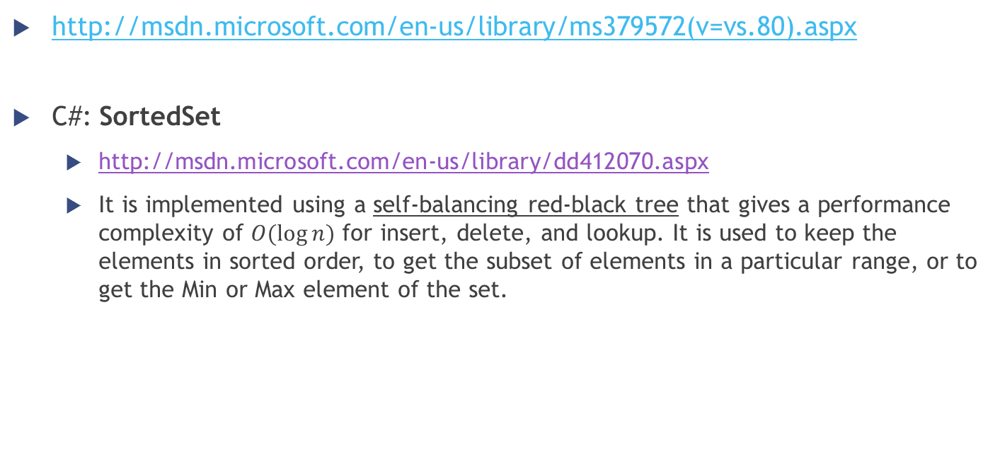 http://msdn.microsoft.com/en-us/library/ms379572(v=vs.80).aspx
C#: SortedSet
http://msdn.microsoft.com/en-us/library/dd412070.aspx
It is implemented using a self-balancing red-black tree that gives a performance
complexity of O(log n) for insert, delete, and lookup. It is used to keep the
elements in sorted order, to get the subset of elements in a particular range, or to
get the Min or Max element of the set.